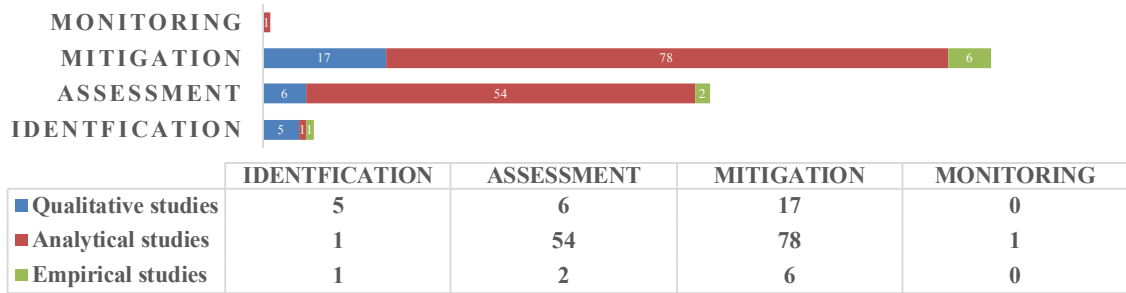 MONITORING 1
MITIGATION 17 78 6
ASSESSMENT 6 54 2
IDENTFICATION 5 1 1
IDENTFICATION ASSESSMENT MITIGATION MONITORING
Qualitative studies 5 6 17 0
Analytical studies 1 54 78 1
Empirical studies 1 2 6 0